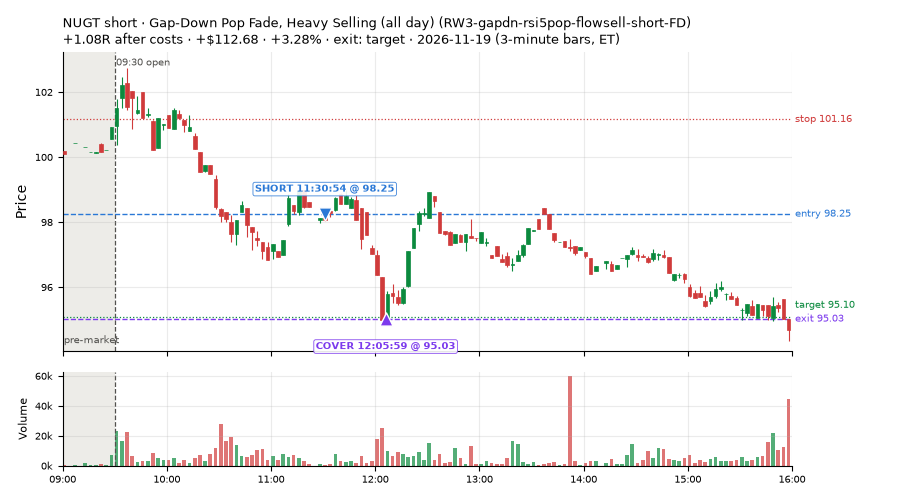 NUGT short · Gap-Down Pop Fade, Heavy Selling (all day) (RW3-gapdn-rsi5pop-flowsell-short-FD)
+1.08R after costs · +$112.68 · +3.28% · exit: target · 2026-11-19 (3-minute bars, ET)
09:30 open
102
stop 101.16
100
SHORT 11:30:54 @ 98.25
entry 98.25
98
Price
96
target 95.10
exit 95.03
pre-market
COVER 12:05:59 @ 95.03
60k
40k
20k
0k
Volume
09:00
10:00
11:00
12:00
13:00
14:00
15:00
16:00